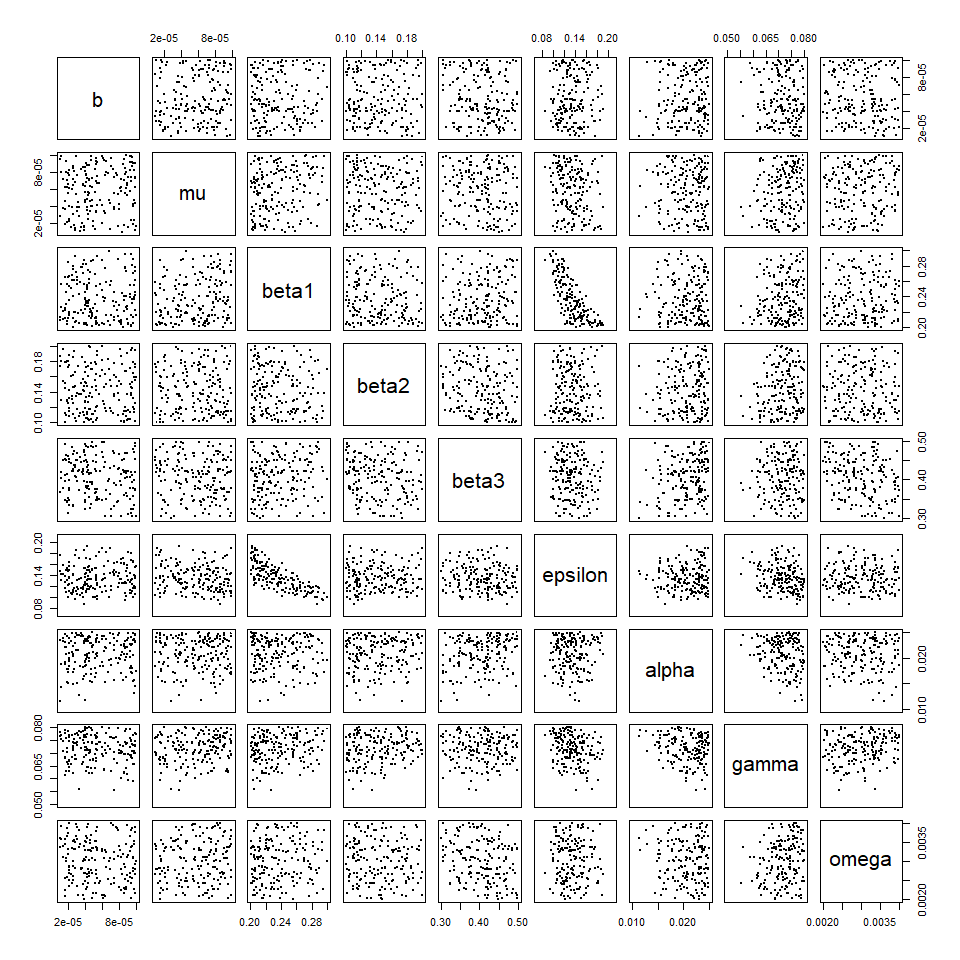 2e-05 8e-05 0.10 0.14 0.18 0.08 0.14 0.20 0.050 0.065 0.080
b 2e-05 8e-05
2e-05 8e-05 mu
beta1 0.20 0.24 0.28
0.10 0.14 0.18 beta2
beta3 0.30 0.40 0.50
0.08 0.14 0.20 epsilon
alpha 0.010 0.020
0.050 0.065 0.080 gamma
omega 0.0020 0.0035
2e-05 8e-05 0.20 0.24 0.28 0.30 0.40 0.50 0.010 0.020 0.0020 0.0035